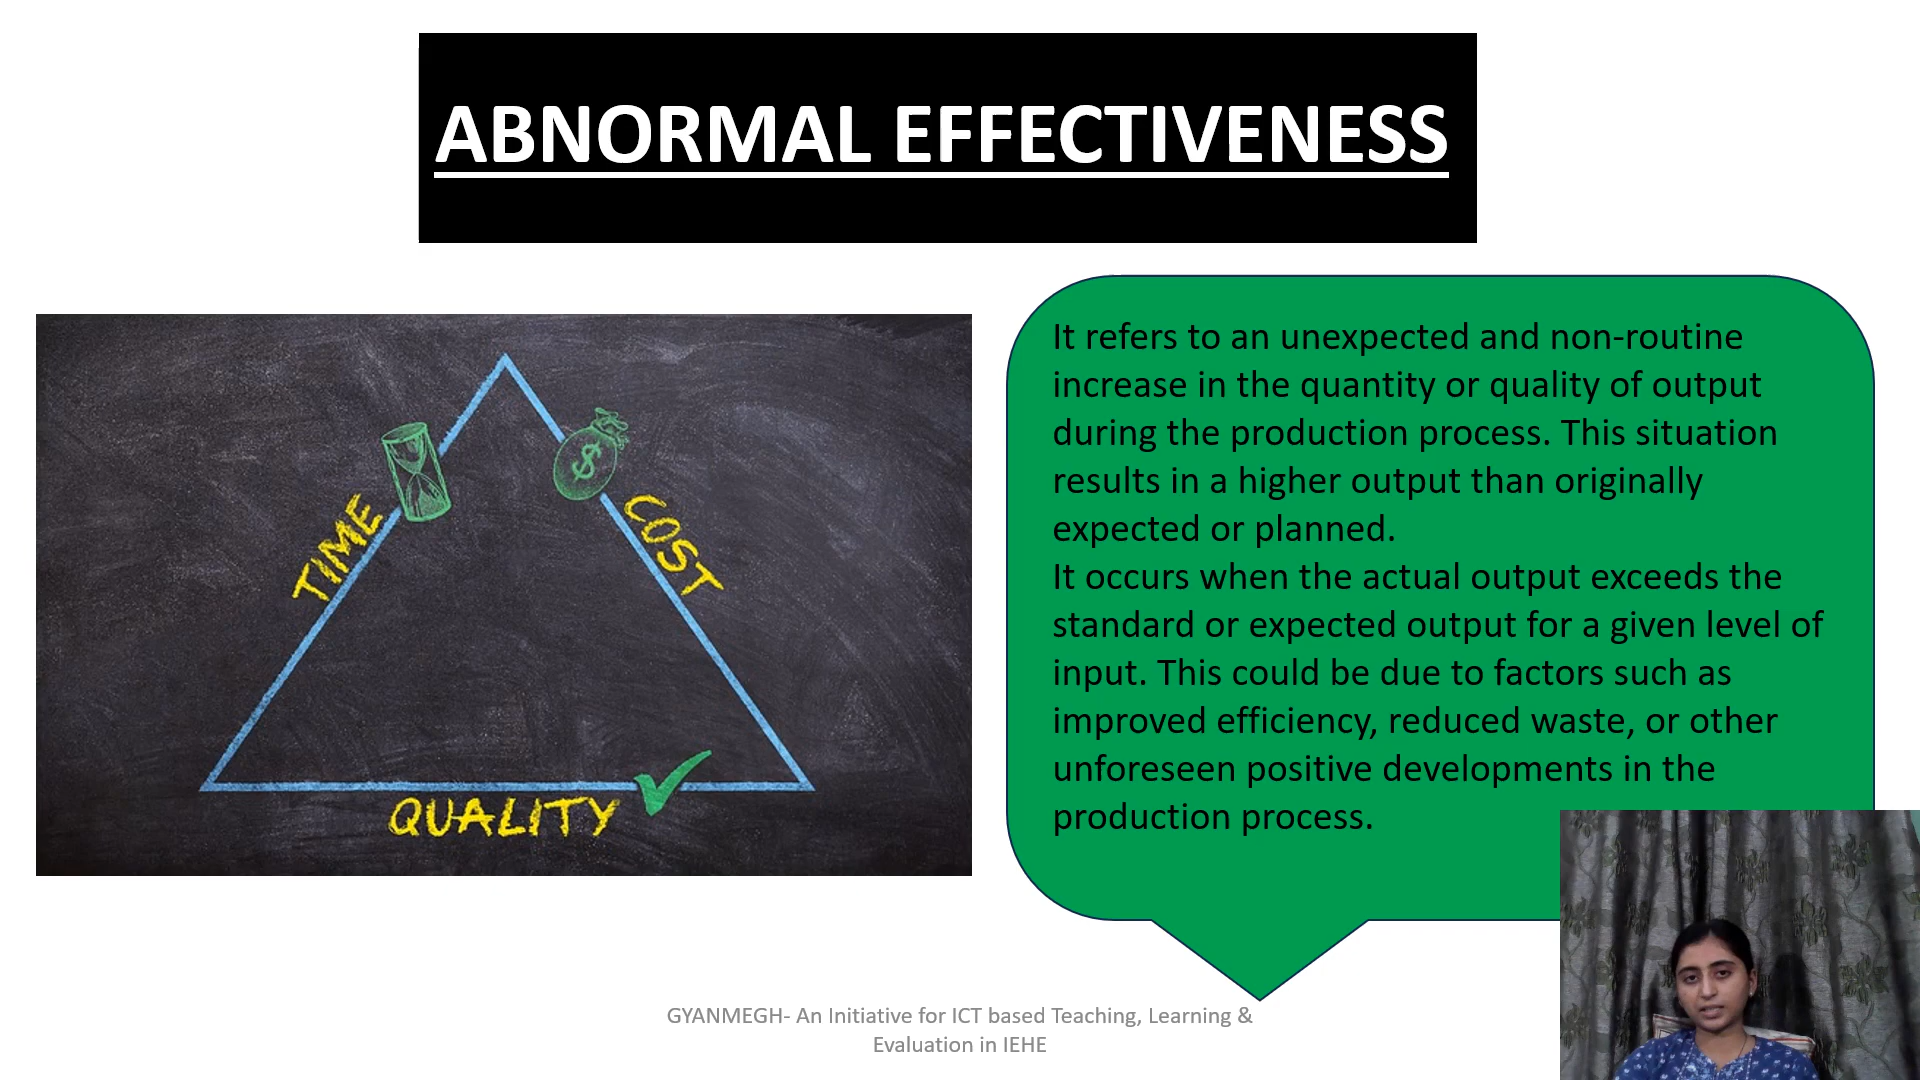 ABNORMAL EFFECTIVENESS
TIME
COST
QUALITY
$
It refers to an unexpected and non-routine
increase in the quantity or quality of output
during the production process. This situation
results in a higher output than originally
expected or planned.
It occurs when the actual output exceeds the
standard or expected output for a given level of
input. This could be due to factors such as
improved efficiency, reduced waste, or other
unforeseen positive developments in the
production process.
GYANMEGH- An Initiative for ICT based Teaching, Learning &
Evaluation in IEHE